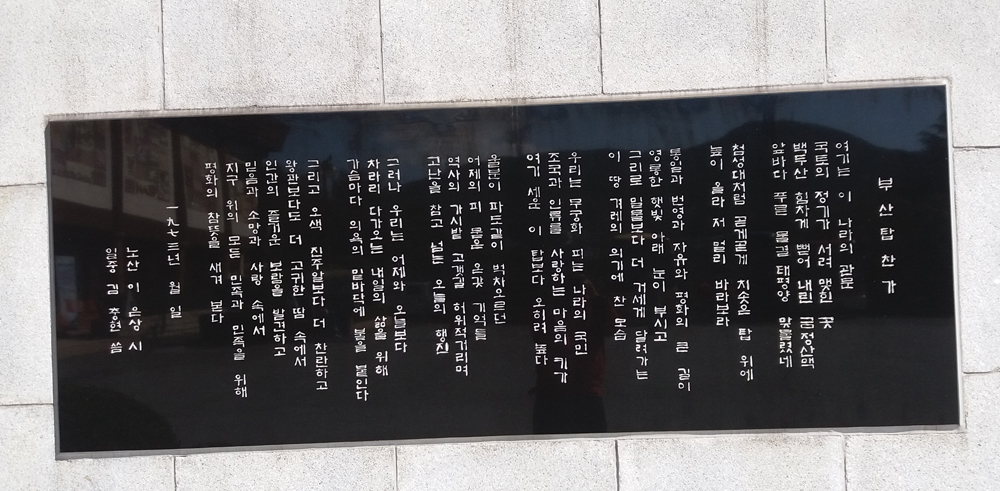 부산탑찬가
여기는 이 나라의 관문
국토의 정기가 서려 맺힌 곳
백두산 힘차게 뻗어 내린 금정산맥
앞바다 푸른 물결 태평양 맞물렸네
첨성대처럼 곧게곧게 치솟은 탑 위에
높이 올라 저 멀리 바라보라
통일과 번영과 자유와 평화의 큰 길이
영롱한 햇빛 아래 눈이 부시고
그리로 밀물보다 더 거세게 달려가는
이 땅 겨레의 의기에 찬 모습
우리는 무궁화 피는 나라의 국민
조국과 인류를 사랑하는 마음의 키가
여기 세운 이 탑보다 오히려 높다
울분이 파도같이 벅차오르던
어제의 피 묻은 온갖 기억들
역사의 가시밭 고갯길 허위적거리며
고난을 참고 넘는 오늘의 행진
그러나 우리는 어제와 오늘보다
차라리 다가오는 내일의 삶을 위해
가슴마다 의욕의 밑바닥에 불을 붙인다
그리고 오색 진주알보다 더 찬란하고
왕관보다도 더 고귀한 땀 속에서
인간의 즐거운 보람을 발견하고
믿음과 소망과 사랑 속에서
지구 위의 모든 민족과 민족을 위해
평화의 참뜻을 새겨 본다
一九七三년 월 일
노산 이 은상 시
일중 김 충현 씀